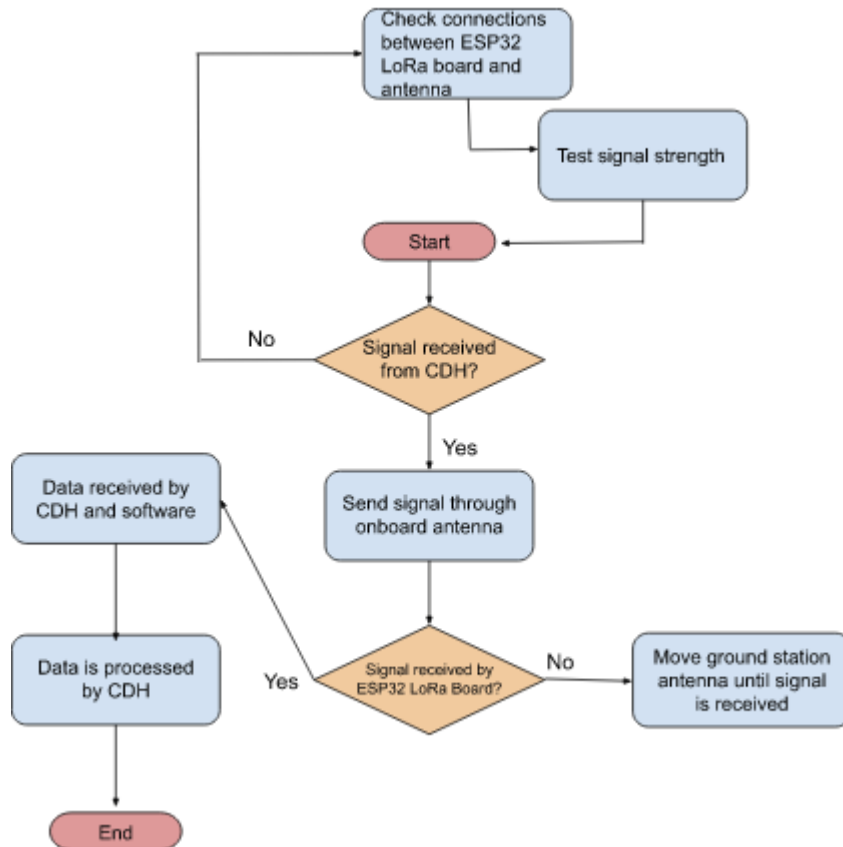 Check connections
between ESP32
LoRa board and
antenna
Test signal strength
Start
No
Signal received
from CDH?
Yes
Send signal through
onboard antenna
Data received by
CDH and software
Signal received by
ESP32 LoRa Board?
Yes
No
Move ground station
antenna until signal
is received
Data is processed
by CDH
End